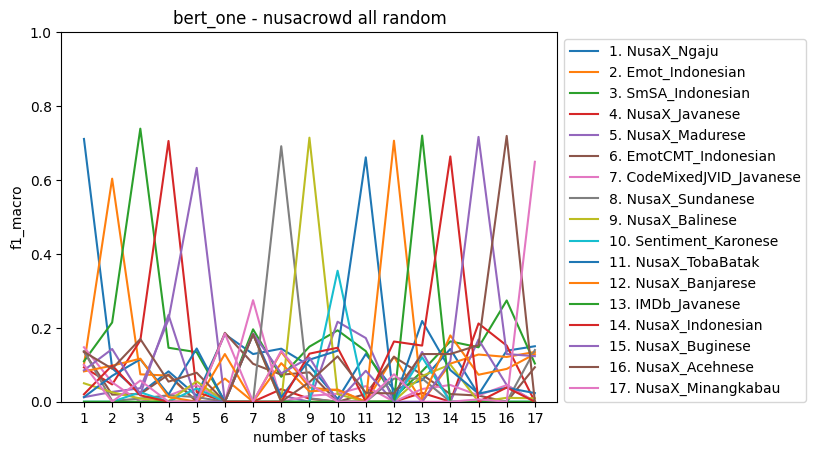 bert_one - nusacrowd all random
1.0
0.8
0.6
0.4
0.2
0.0
f1_macro
1 2 3 4 5 6 7 8 9 10 11 12 13 14 15 16 17
number of tasks
1. NusaX_Ngaju
2. Emot_Indonesian
3. SmSA_Indonesian
4. NusaX_Javanese
5. NusaX_Madurese
6. EmotCMT_Indonesian
7. CodeMixedJVID_Javanese
8. NusaX_Sundanese
9. NusaX_Balinese
10. Sentiment_Karonese
11. NusaX_TobaBatak
12. NusaX_Banjarese
13. IMDb_Javanese
14. NusaX_Indonesian
15. NusaX_Buginese
16. NusaX_Acehnese
17. NusaX_Minangkabau